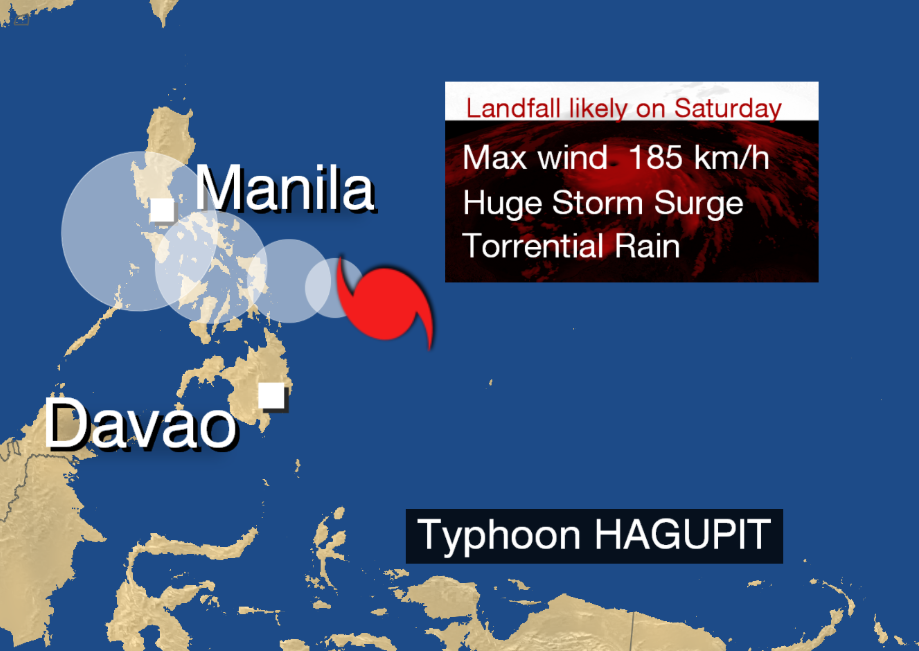 Landfall likely on Saturday
Max wind 185 km/h
Huge Storm Surge
Torrential Rain
Manila
Davao
Typhoon HAGUPIT